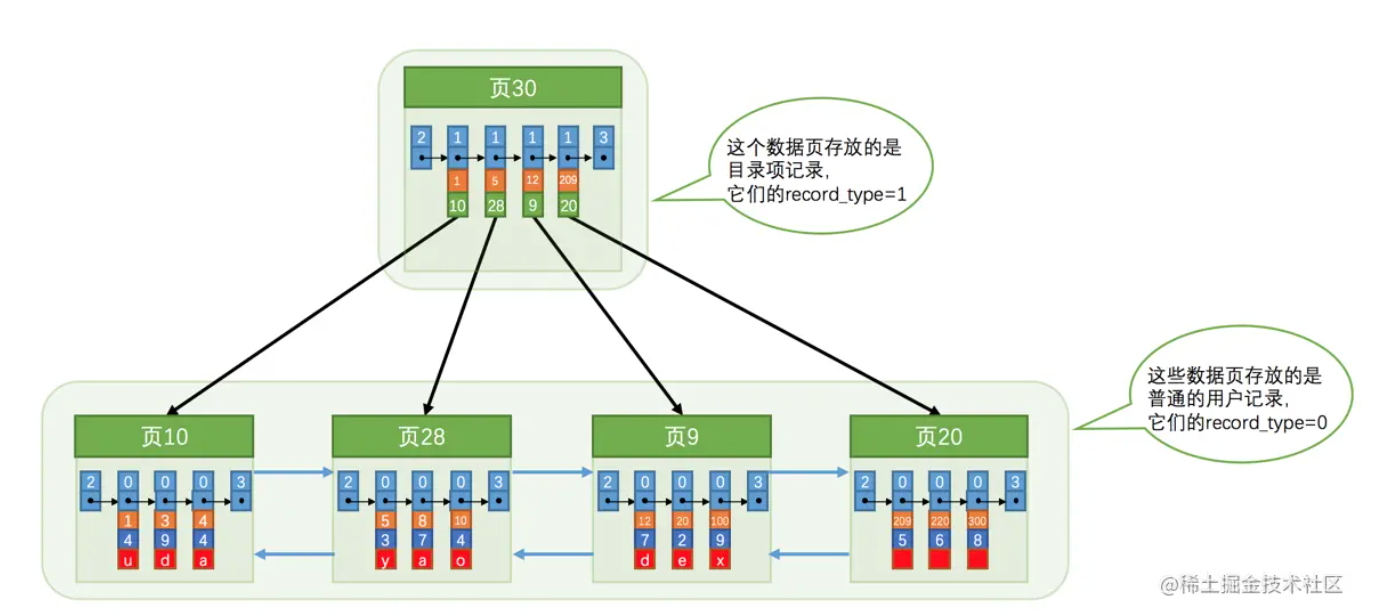 页30
2 1 1 1 1 3
1 5 12 209
10 28 9 20
这个数据页存放的是
目录项记录，
它们的record_type=1
这些数据页存放的是
普通的用户记录，
它们的record_type=0
页10 页28 页9 页20
2 0 0 0 3 2 0 0 0 3 2 0 0 0 3 2 0 0 0 3
1 3 4 5 8 10 12 20 100 209 220 300
4 9 4 3 7 4 7 2 9 5 6 8
u d a y a o d e x
@稀土掘金技术社区